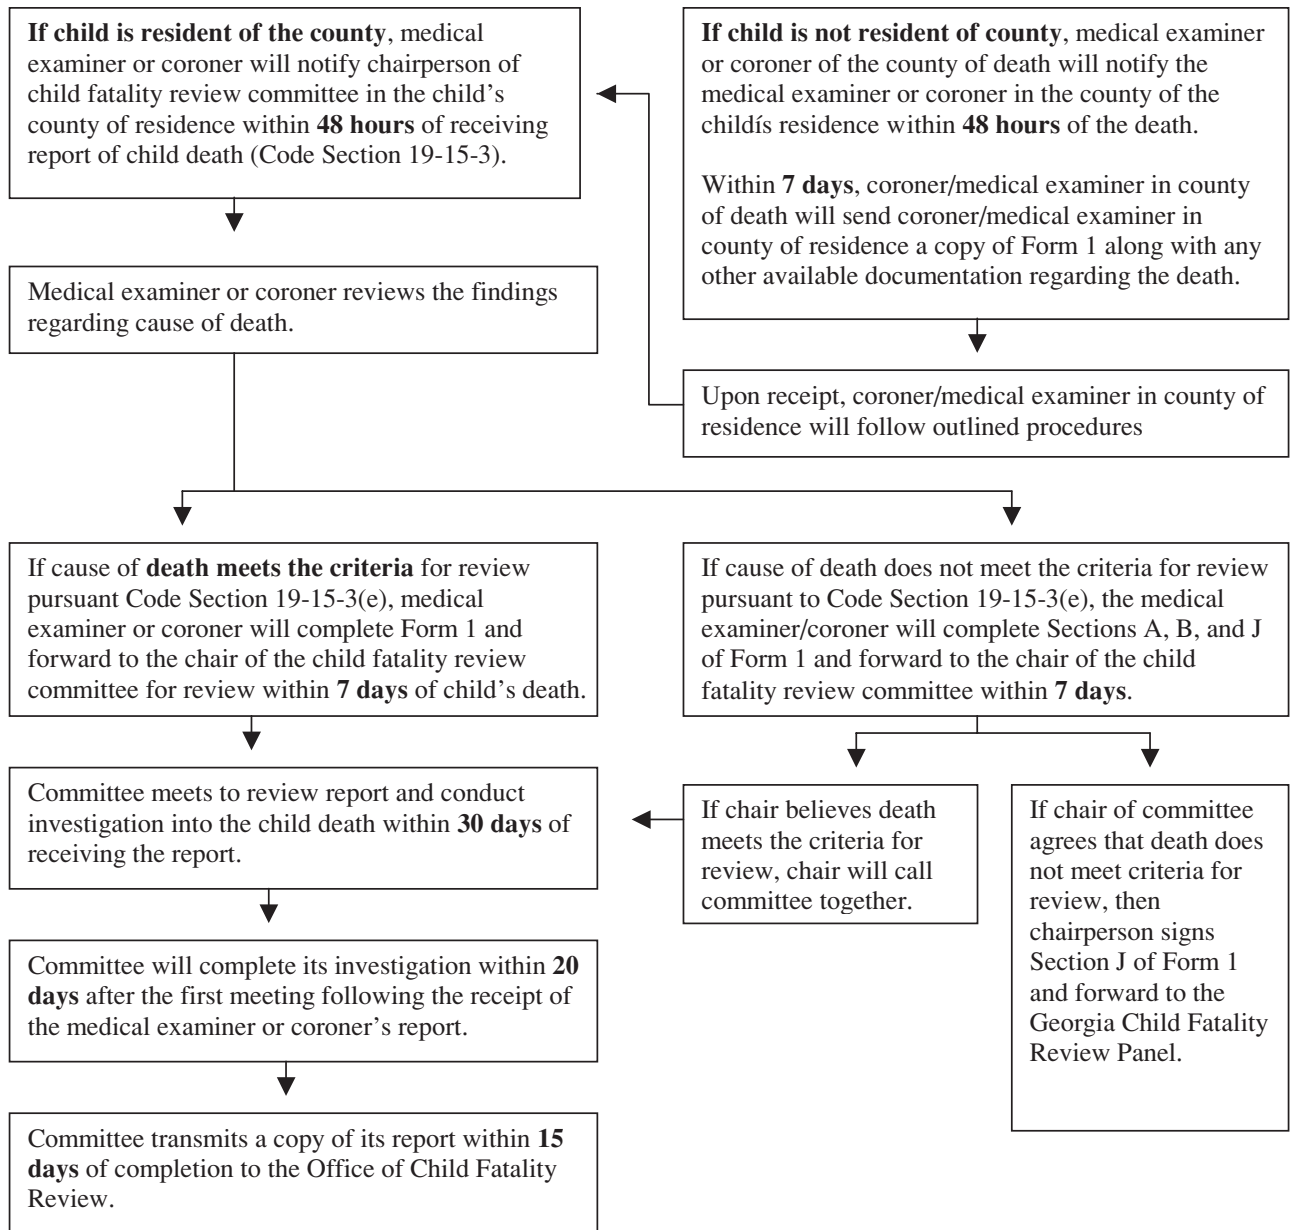 If child is resident of the county, medical
examiner or coroner will notify chairperson of
child fatality review committee in the child's
county of residence within 48 hours of receiving
report of child death (Code Section 19-15-3).
If child is not resident of county, medical examiner
or coroner of the county of death will notify the
medical examiner or coroner in the county of the
childís residence within 48 hours of the death.
Within 7 days, coroner/medical examiner in county
of death will send coroner/medical examiner in
county of residence a copy of Form 1 along with any
other available documentation regarding the death.
Medical examiner or coroner reviews the findings
regarding cause of death.
Upon receipt, coroner/medical examiner in county of
residence will follow outlined procedures
If cause of death meets the criteria for review
pursuant Code Section 19-15-3(e), medical
examiner or coroner will complete Form 1 and
forward to the chair of the child fatality review
committee for review within 7 days of child's death.
If cause of death does not meet the criteria for review
pursuant to Code Section 19-15-3(e), the medical
examiner/coroner will complete Sections A, B, and J
of Form 1 and forward to the chair of the child
fatality review committee within 7 days.
Committee meets to review report and conduct
investigation into the child death within 30 days of
receiving the report.
If chair believes death
meets the criteria for
review, chair will call
committee together.
If chair of committee
agrees that death does
not meet criteria for
review, then
chairperson signs
Section J of Form 1
and forward to the
Georgia Child Fatality
Review Panel.
Committee will complete its investigation within 20
days after the first meeting following the receipt of
the medical examiner or coroner's report.
Committee transmits a copy of its report within 15
days of completion to the Office of Child Fatality
Review.